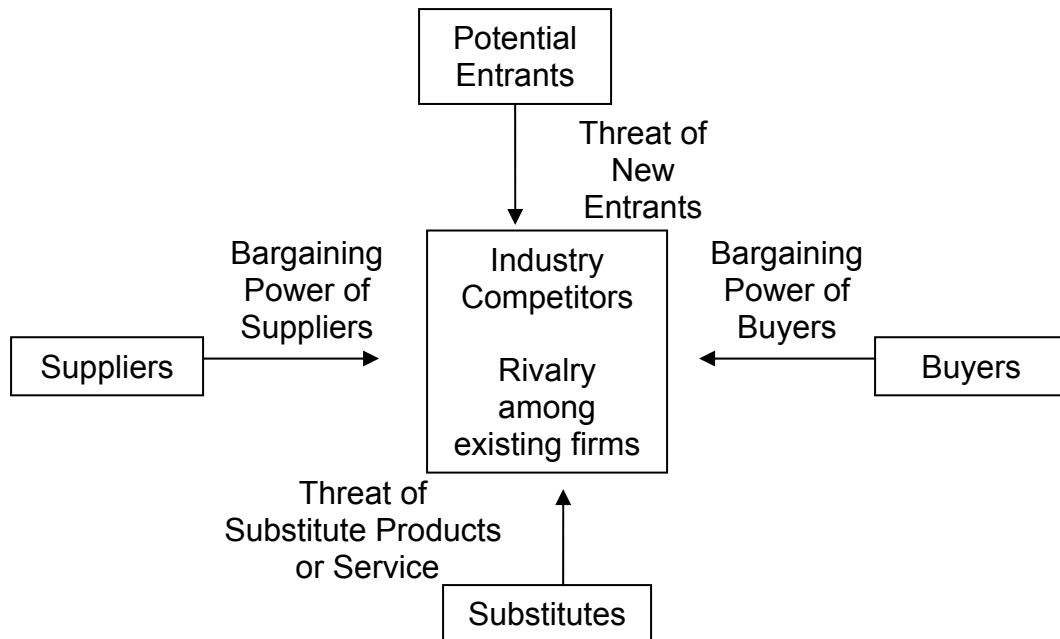 Potential
Entrants
Threat of
New
Entrants
Bargaining
Power of
Suppliers
Industry
Competitors
Rivalry
among
existing firms
Bargaining
Power of
Buyers
Suppliers
Buyers
Threat of
Substitute Products
or Service
Substitutes